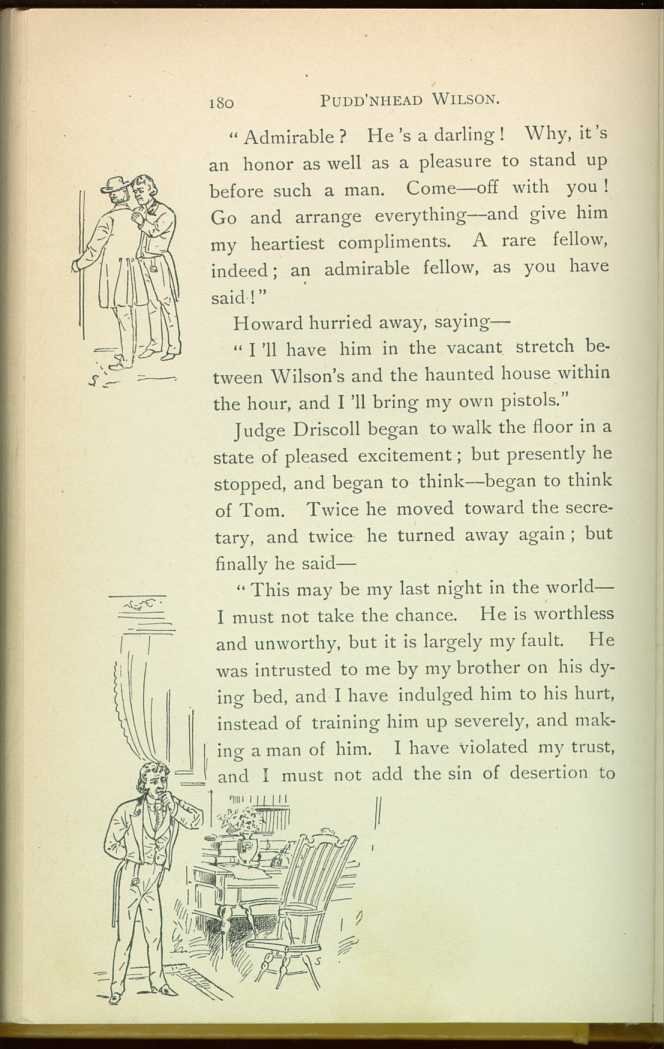 180 PUDD'NHEAD WILSON.
"Admirable? He's a darling! Why, it's
an honor as well as a pleasure to stand up
before such a man. Come—off with you!
Go and arrange everything—and give him
my heartiest compliments. A rare fellow,
indeed; an admirable fellow, as you have
said!"
Howard hurried away, saying—
"I'll have him in the vacant stretch be-
tween Wilson's and the haunted house within
the hour, and I'll bring my own pistols."
Judge Driscoll began to walk the floor in a
state of pleased excitement; but presently he
stopped, and began to think—began to think
of Tom. Twice he moved toward the secre-
tary, and twice he turned away again; but
finally he said—
"This may be my last night in the world—
I must not take the chance. He is worthless
and unworthy, but it is largely my fault. He
was intrusted to me by my brother on his dy-
ing bed, and I have indulged him to his hurt,
instead of training him up severely, and mak-
ing a man of him. I have violated my trust,
and I must not add the sin of desertion to
S
S